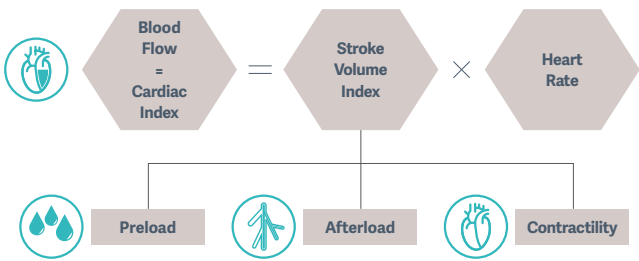 Blood
Flow
=
Cardiac
Index
=
Stroke
Volume
Index
×
Heart
Rate
Preload
Afterload
Contractility